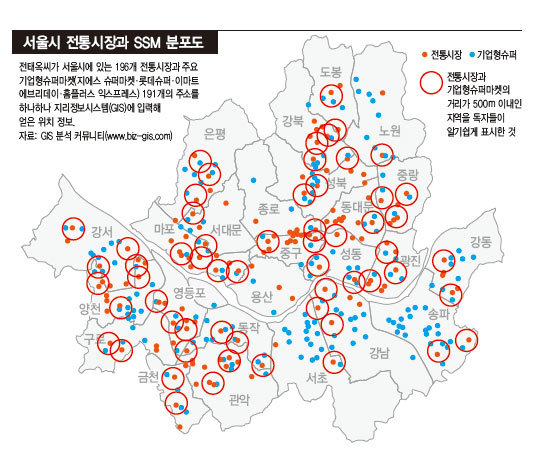 서울시 전통시장과 SSM 분포도
전태옥씨가 서울시에 있는 196개 전통시장과 주요
기업형슈퍼마켓(지에스 슈퍼마켓·롯데슈퍼·이마트
에브리데이·홈플러스 익스프레스) 191개의 주소를
하나하나 지리정보시스템(GIS)에 입력해
얻은 위치 정보.
자료: GIS 분석 커뮤니티(www.biz-gis.com)
전통시장 기업형슈퍼
전통시장과
기업형슈퍼마켓의
거리가 500m 이내인
지역을 독자들이
알기쉽게 표시한 것
도봉
강북
노원
은평
성북
중랑
종로
동대문
강서
마포
서대문
강동
중구
성동
광진
용산
양천
영등포
송파
구로
동작
강남
금천
서초
관악